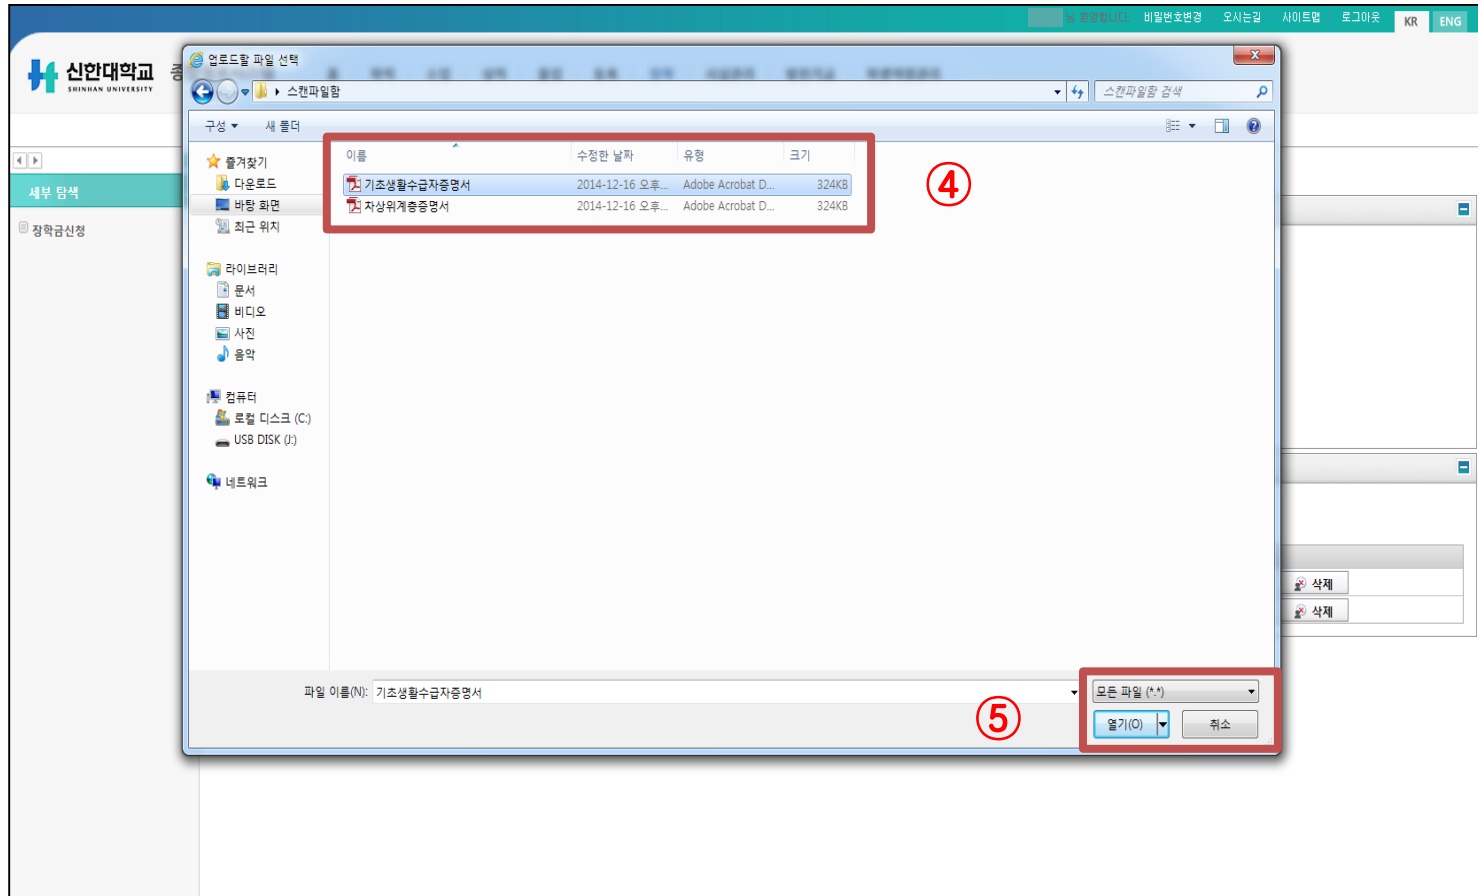 님 환영합니다. 비밀번호변경 오시는길 사이트맵 로그아웃 KR ENG
신한대학교 종
SHINHAN UNIVERSITY
업로드할 파일 선택
스캔파일함
스캔파일함 검색
구성 새 폴더
이름 수정한 날짜 유형 크기
기초생활수급자증명서 2014-12-16 오후... Adobe Acrobat D... 324KB
차상위계층증명서 2014-12-16 오후... Adobe Acrobat D... 324KB
④
즐겨찾기
다운로드
바탕 화면
최근 위치
라이브러리
문서
비디오
사진
음악
컴퓨터
로컬 디스크 (C:)
USB DISK (J:)
네트워크
세부 탐색
장학금신청
삭제
삭제
파일 이름(N): 기초생활수급자증명서
모든 파일 (*.*)
⑤
열기(O) 취소